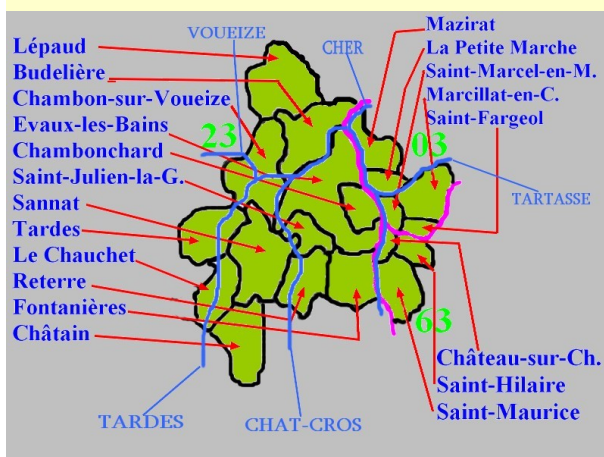 VOUEIZE
CHER
Lépaud
Budelière
Chambon-sur-Voueize
Evaux-les-Bains
Chambonchard
Saint-Julien-la-G.
Sannat
Tardes
Le Chauchet
Reterre
Fontanières
Châtain
Mazirat
La Petite Marche
Saint-Marcel-en-M.
Marcillat-en-C.
Saint-Fargeol
23
03
TARTASSE
63
Château-sur-Ch.
Saint-Hilaire
Saint-Maurice
TARDES
CHAT-CROS